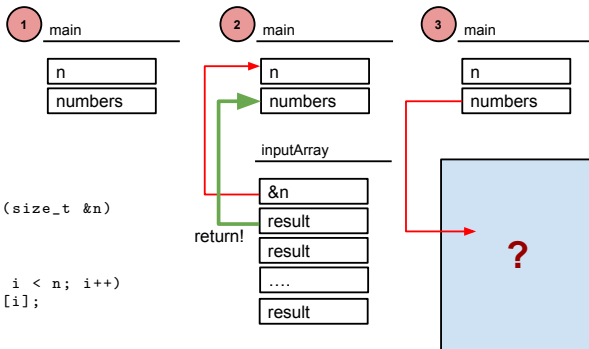 1 main
n
numbers
(size_t &n)
i < n; i++)
[i];
2 main
n
numbers
inputArray
&n
result
return!
result
....
result
3 main
n
numbers
?